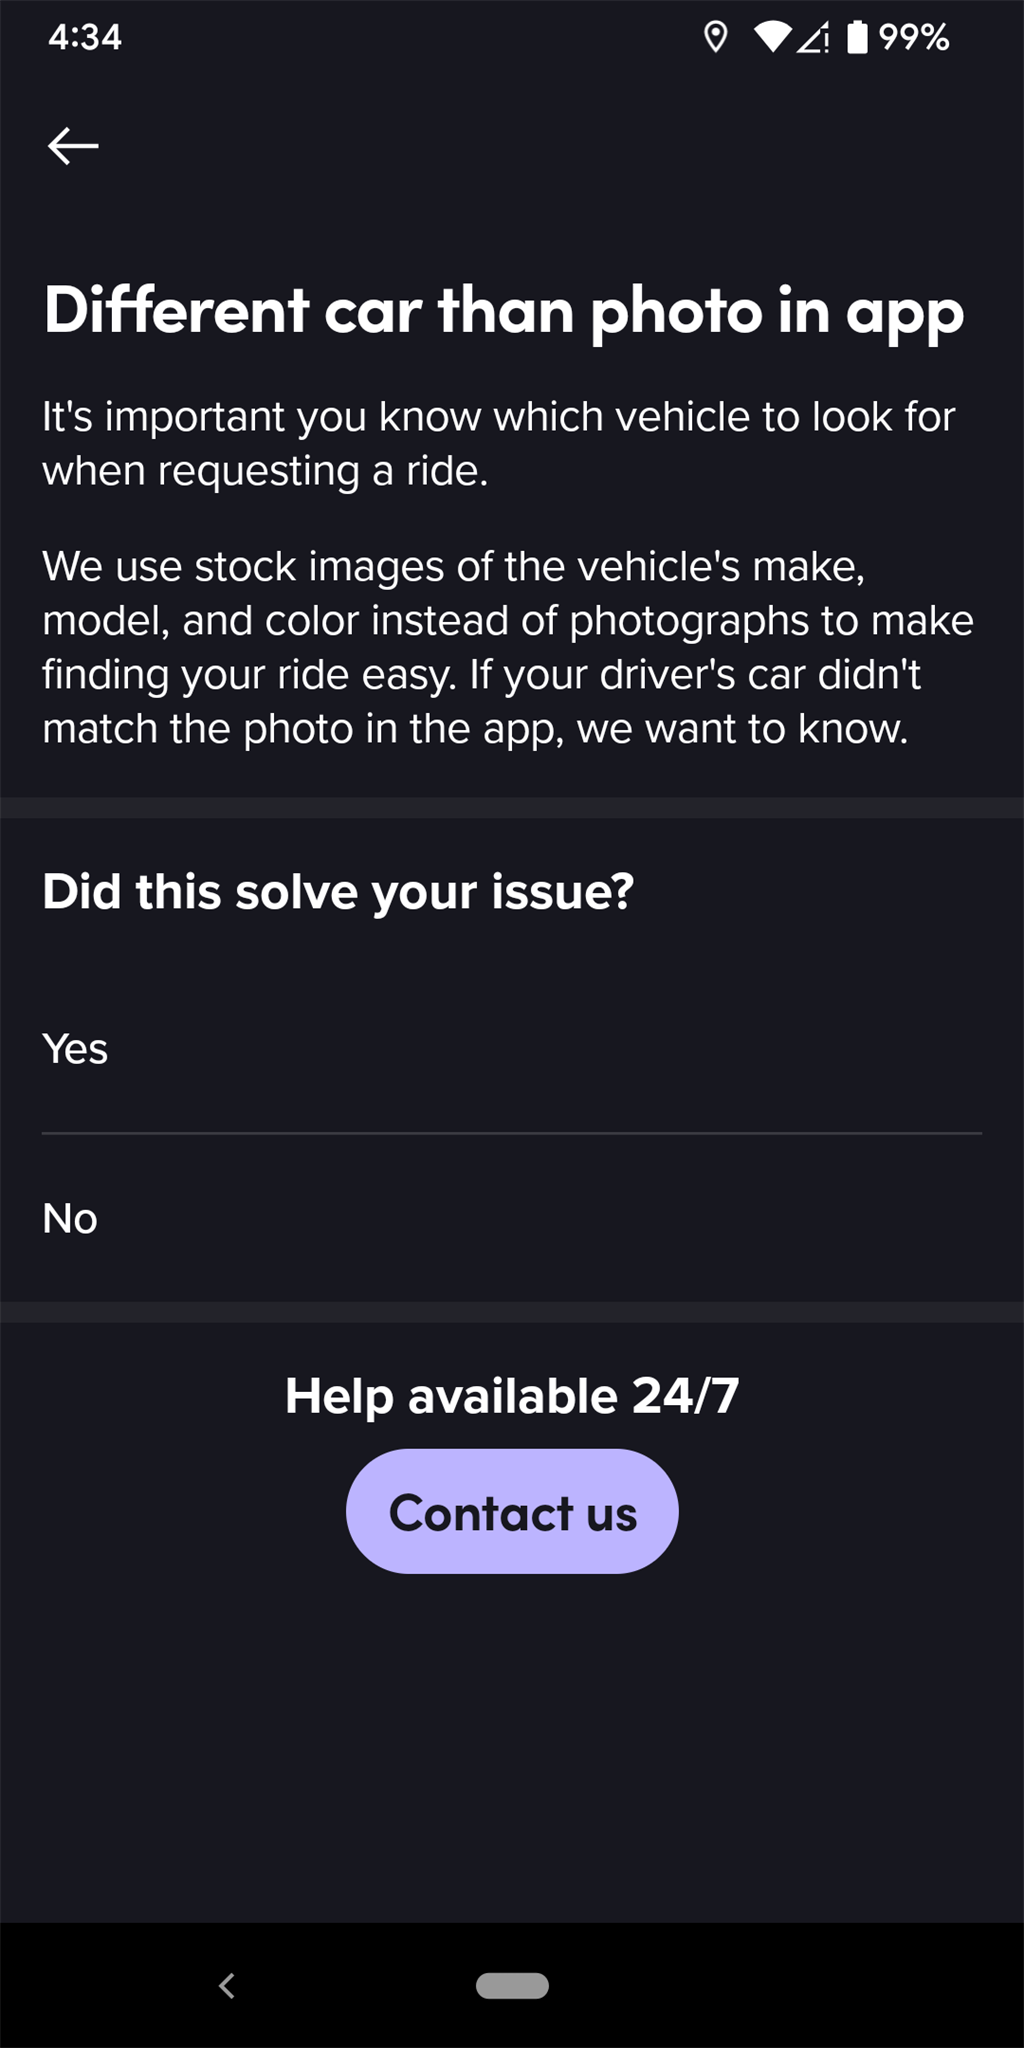 4:34
99%
Different car than photo in app
It's important you know which vehicle to look for
when requesting a ride.
We use stock images of the vehicle's make,
model, and color instead of photographs to make
finding your ride easy. If your driver's car didn't
match the photo in the app, we want to know.
Did this solve your issue?
Yes
No
Help available 24/7
Contact us